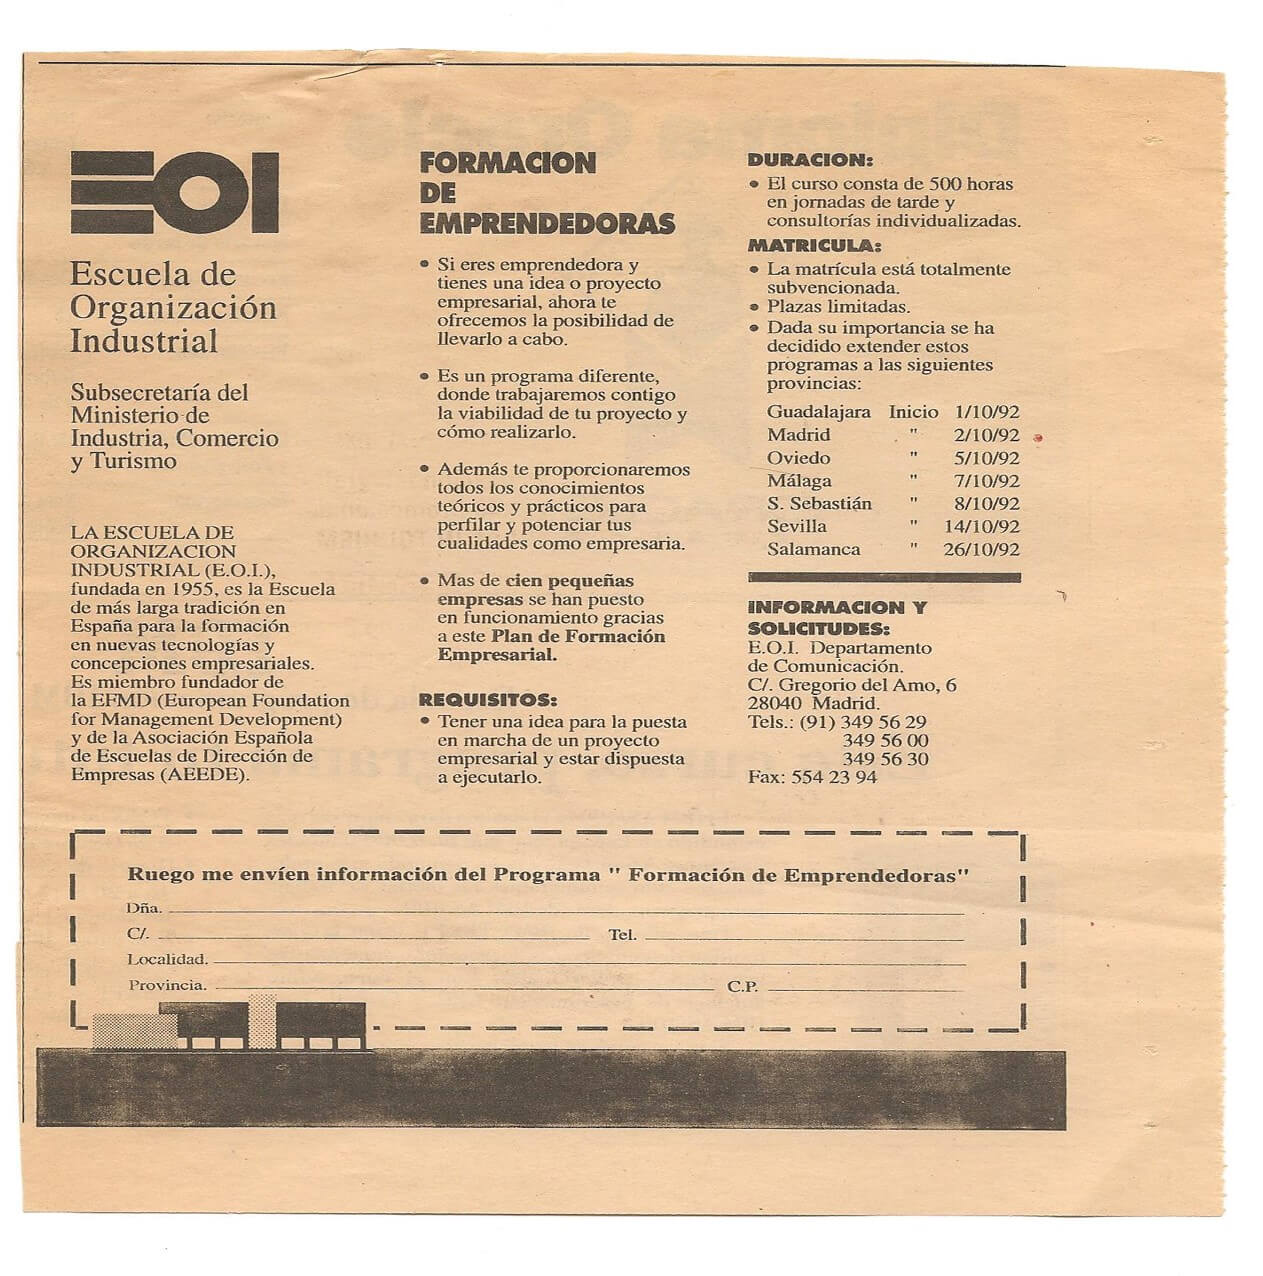 EOI
Escuela de
Organización
Industrial
Subsecretaría del
Ministerio de
Industria, Comercio
y Turismo
LA ESCUELA DE
ORGANIZACION
INDUSTRIAL (E.O.I.),
fundada en 1955, es la Escuela
de más larga tradición en
España para la formación
en nuevas tecnologías y
concepciones empresariales.
Es miembro fundador de
la EFMD (European Foundation
for Management Development)
y de la Asociación Española
de Escuelas de Dirección de
Empresas (AEEDE).
FORMACION
DE
EMPRENDEDORAS
• Si eres emprendedora y
tienes una idea o proyecto
empresarial, ahora te
ofrecemos la posibilidad de
llevarlo a cabo.
• Es un programa diferente,
donde trabajaremos contigo
la viabilidad de tu proyecto y
cómo realizarlo.
• Además te proporcionaremos
todos los conocimientos
teóricos y prácticos para
perfilar y potenciar tus
cualidades como empresaria.
• Mas de cien pequeñas
empresas se han puesto
en funcionamiento gracias
a este Plan de Formación
Empresarial.
REQUISITOS:
• Tener una idea para la puesta
en marcha de un proyecto
empresarial y estar dispuesta
a ejecutarlo.
DURACION:
• El curso consta de 500 horas
en jornadas de tarde y
consultorías individualizadas.
MATRICULA:
• La matrícula está totalmente
subvencionada.
• Plazas limitadas.
• Dada su importancia se ha
decidido extender estos
programas a las siguientes
provincias:
Guadalajara Inicio 1/10/92
Madrid " 2/10/92
Oviedo " 5/10/92
Málaga " 7/10/92
S. Sebastián " 8/10/92
Sevilla " 14/10/92
Salamanca " 26/10/92
INFORMACION Y
SOLICITUDES:
E.O.I. Departamento
de Comunicación.
C/. Gregorio del Amo, 6
28040 Madrid.
Tels.: (91) 349 56 29
349 56 00
349 56 30
Fax: 554 23 94
Ruego me envíen información del Programa " Formación de Emprendedoras"
Dña.
C/. Tel.
Localidad.
Provincia. C.P.